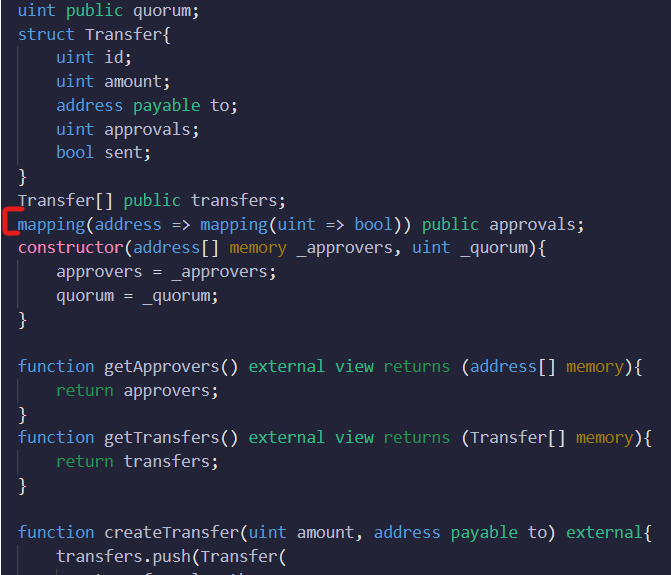 uint public quorum;
struct Transfer{
uint id;
uint amount;
address payable to;
uint approvals;
bool sent;
}
Transfer[] public transfers;
mapping(address => mapping(uint => bool)) public approvals;
constructor(address[] memory _approvers, uint _quorum){
approvers = _approvers;
quorum = _quorum;
}
function getApprovers() external view returns (address[] memory){
return approvers;
}
function getTransfers() external view returns (Transfer[] memory){
return transfers;
}
function createTransfer(uint amount, address payable to) external{
transfers.push(Transfer(